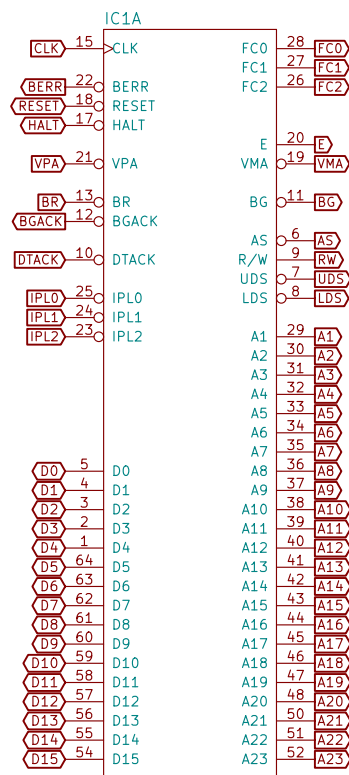 IC1A
CLK 15 CLK FC0 28 FC0
FC1 27 FC1
BERR 22 BERR FC2 26 FC2
RESET 18 RESET
HALT 17 HALT
E 20 E
VPA 21 VPA VMA 19 VMA
BR 13 BR BG 11 BG
BGACK 12 BGACK
AS 6 AS
DTACK 10 DTACK R/W 9 RW
UDS 7 UDS
IPL0 25 IPL0 LDS 8 LDS
IPL1 24 IPL1
IPL2 23 IPL2 A1 29 A1
A2 30 A2
A3 31 A3
A4 32 A4
A5 33 A5
A6 34 A6
A7 35 A7
D0 5 D0 A8 36 A8
D1 4 D1 A9 37 A9
D2 3 D2 A10 38 A10
D3 2 D3 A11 39 A11
D4 1 D4 A12 40 A12
D5 64 D5 A13 41 A13
D6 63 D6 A14 42 A14
D7 62 D7 A15 43 A15
D8 61 D8 A16 44 A16
D9 60 D9 A17 45 A17
D10 59 D10 A18 46 A18
D11 58 D11 A19 47 A19
D12 57 D12 A20 48 A20
D13 56 D13 A21 50 A21
D14 55 D14 A22 51 A22
D15 54 D15 A23 52 A23